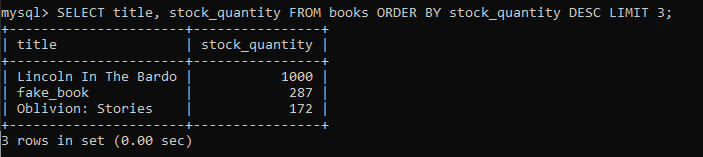 mysql> SELECT title, stock_quantity FROM books ORDER BY stock_quantity DESC LIMIT 3;
+----------------------+----------------+
| title                | stock_quantity |
+----------------------+----------------+
| Lincoln In The Bardo |           1000 |
| fake_book            |            287 |
| Oblivion: Stories    |            172 |
+----------------------+----------------+
3 rows in set (0.00 sec)